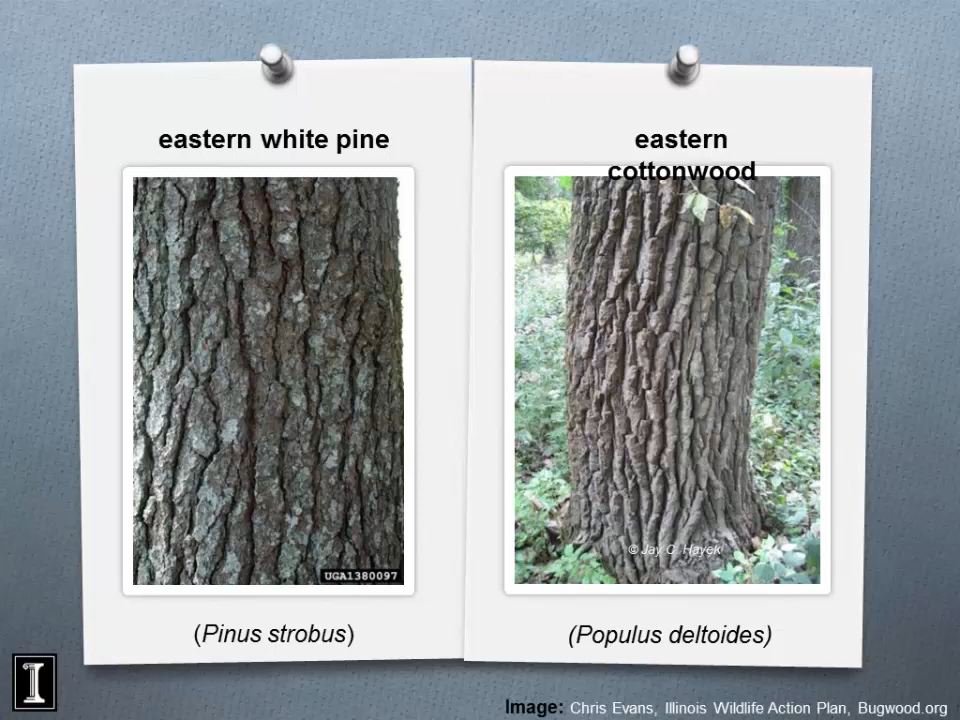 eastern white pine
eastern
cottonwood
UGA1380097
© Jay C. Hayek
(Pinus strobus)
(Populus deltoides)
I
Image: Chris Evans, Illinois Wildlife Action Plan, Bugwood.org